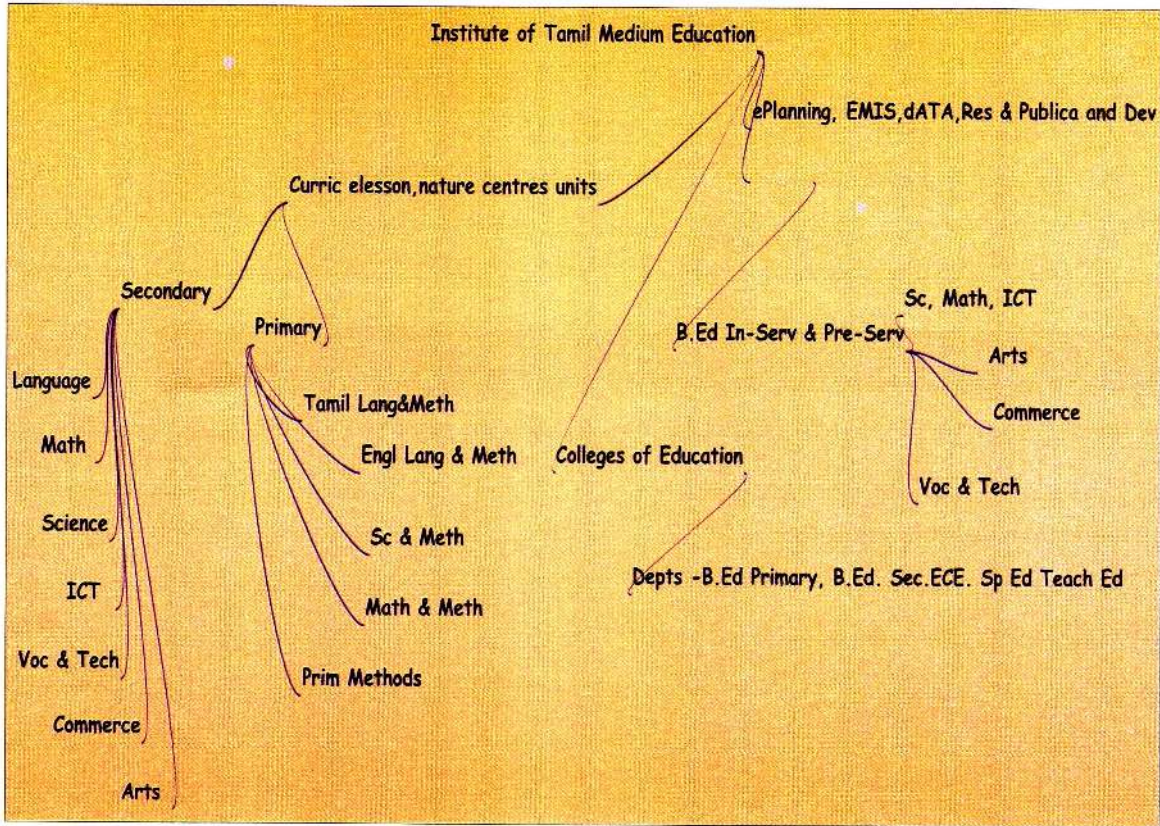 Institute of Tamil Medium Education
ePlanning, EMIS,dATA,Res & Publica and Dev
Curric elesson,nature centres units
Secondary
Primary
Language
Math
Science
ICT
Voc & Tech
Commerce
Arts
Tamil Lang&Meth
Engl Lang & Meth
Sc & Meth
Math & Meth
Prim Methods
B.Ed In-Serv & Pre-Serv
Sc, Math, ICT
Arts
Commerce
Voc & Tech
Colleges of Education
Depts -B.Ed Primary, B.Ed. Sec.ECE. Sp Ed Teach Ed